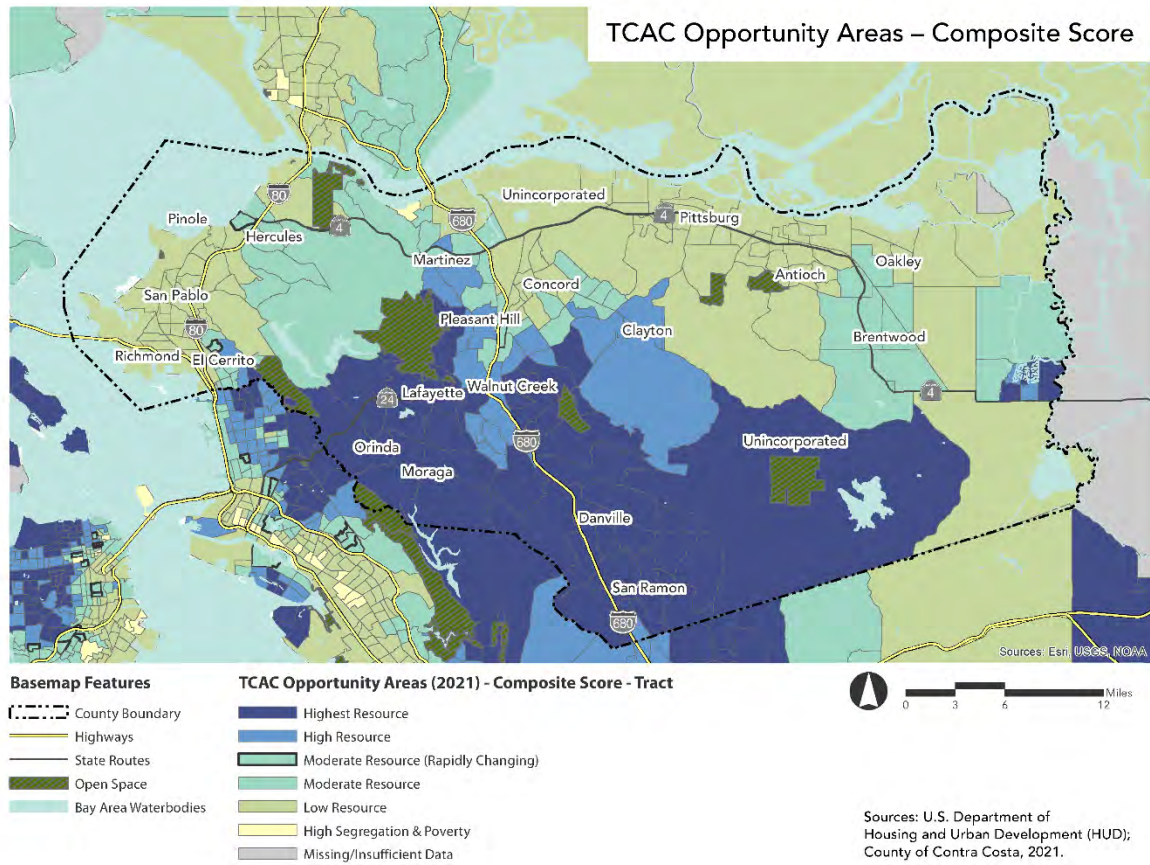 TCAC Opportunity Areas – Composite Score
80
Unincorporated
Pinole
680
4
Pittsburg
Hercules
4
Martinez
Oakley
Antioch
San Pablo
Concord
80
Pleasant Hill
Clayton
Brentwood
Richmond
El Cerrito
Lafayette
Walnut Creek
24
4
Orinda
680
Unincorporated
Moraga
Danville
San Ramon
680
Sources: Esri, USGS, NOAA
Basemap Features
County Boundary
Highways
State Routes
Open Space
Bay Area Waterbodies
TCAC Opportunity Areas (2021) - Composite Score - Tract
Highest Resource
High Resource
Moderate Resource (Rapidly Changing)
Moderate Resource
Low Resource
High Segregation & Poverty
Missing/Insufficient Data
Miles
0 3 6 12
Sources: U.S. Department of
Housing and Urban Development (HUD);
County of Contra Costa, 2021.